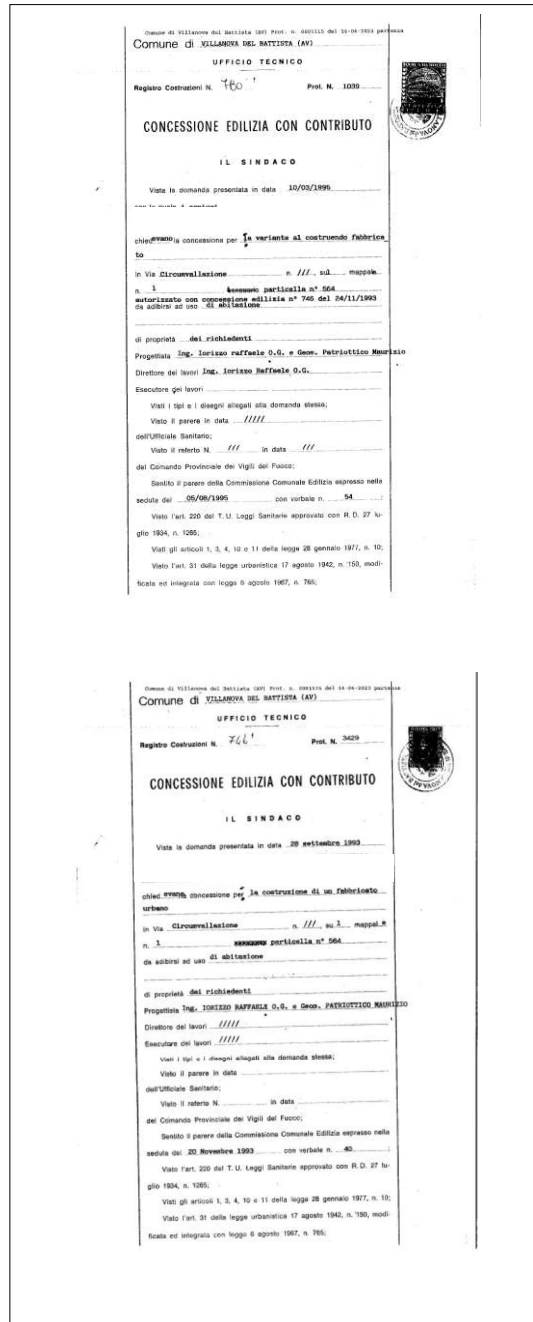 Comune di Villanova del Battista (AV) Prot. n. 0001115 del 14-04-2023 partenza
Comune di VILLANOVA DEL BATTISTA (AV)
UFFICIO TECNICO
Registro Costruzioni N. 780 Prot. N. 1039
CONCESSIONE EDILIZIA CON CONTRIBUTO
IL SINDACO
Vista la domanda presentata in data 10/03/1995
chied evano la concessione per la variante al costruendo fabbrica
to
in Via Circumvallazione n. ///, sul mappale
n. 1 particella n° 564
autorizzato con concessione edilizia n° 746 del 24/11/1993
da adibirsi ad uso di abitazione
di proprietà dei richiedenti
Progettista Ing. Iorizzo raffaele O.G. e Geom. Patriottico Maurizio
Direttore dei lavori Ing. Iorizzo Raffaele O.G.
Esecutore dei lavori
Visti i tipi e i disegni allegati alla domanda stessa;
Visto il parere in data /////
dell'Ufficiale Sanitario;
Visto il referto N. /// in data ///
del Comando Provinciale dei Vigili del Fuoco;
Sentito il parere della Commissione Comunale Edilizia espresso nella
seduta del 05/08/1995 con verbale n. 54 ;
Visto l'art. 220 del T. U. Leggi Sanitarie approvato con R. D. 27 lu-
glio 1934, n. 1265;
Visti gli articoli 1, 3, 4, 10 e 11 della legge 28 gennaio 1977, n. 10;
Visto l'art. 31 della legge urbanistica 17 agosto 1942, n. 150, modi-
ficata ed integrata con legge 6 agosto 1967, n. 765;
Comune di Villanova del Battista (AV) Prot. n. 0001115 del 14-04-2023 partenza
Comune di VILLANOVA DEL BATTISTA (AV)
UFFICIO TECNICO
Registro Costruzioni N. 746 Prot. N. 3429
CONCESSIONE EDILIZIA CON CONTRIBUTO
IL SINDACO
Vista la domanda presentata in data 28 settembre 1993
chied evano concessione per la costruzione di un fabbricato
urbano
in Via Circumvallazione n. ///, su l mappal e
n. 1 particella n° 564
da adibirsi ad uso di abitazione
di proprietà dei richiedenti
Progettista Ing. IORIZZO RAFFAELE O.G. e Geom. PATRIOTTICO MAURIZIO
Direttore dei lavori /////
Esecutore dei lavori /////
Visti i tipi e i disegni allegati alla domanda stessa;
Visto il parere in data
dell'Ufficiale Sanitario;
Visto il referto N. in data
del Comando Provinciale dei Vigili del Fuoco;
Sentito il parere della Commissione Comunale Edilizia espresso nella
seduta del 20 Novembre 1993 con verbale n. 40 ;
Visto l'art. 220 del T. U. Leggi Sanitarie approvato con R. D. 27 lu-
glio 1934, n. 1265;
Visti gli articoli 1, 3, 4, 10 e 11 della legge 28 gennaio 1977, n. 10;
Visto l'art. 31 della legge urbanistica 17 agosto 1942, n. 150, modi-
ficata ed integrata con legge 6 agosto 1967, n. 765;